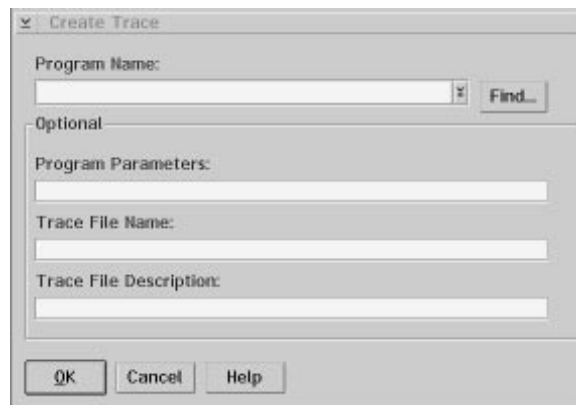 Create Trace
Program Name:
Find...
Optional
Program Parameters:
Trace File Name:
Trace File Description:
OK Cancel Help